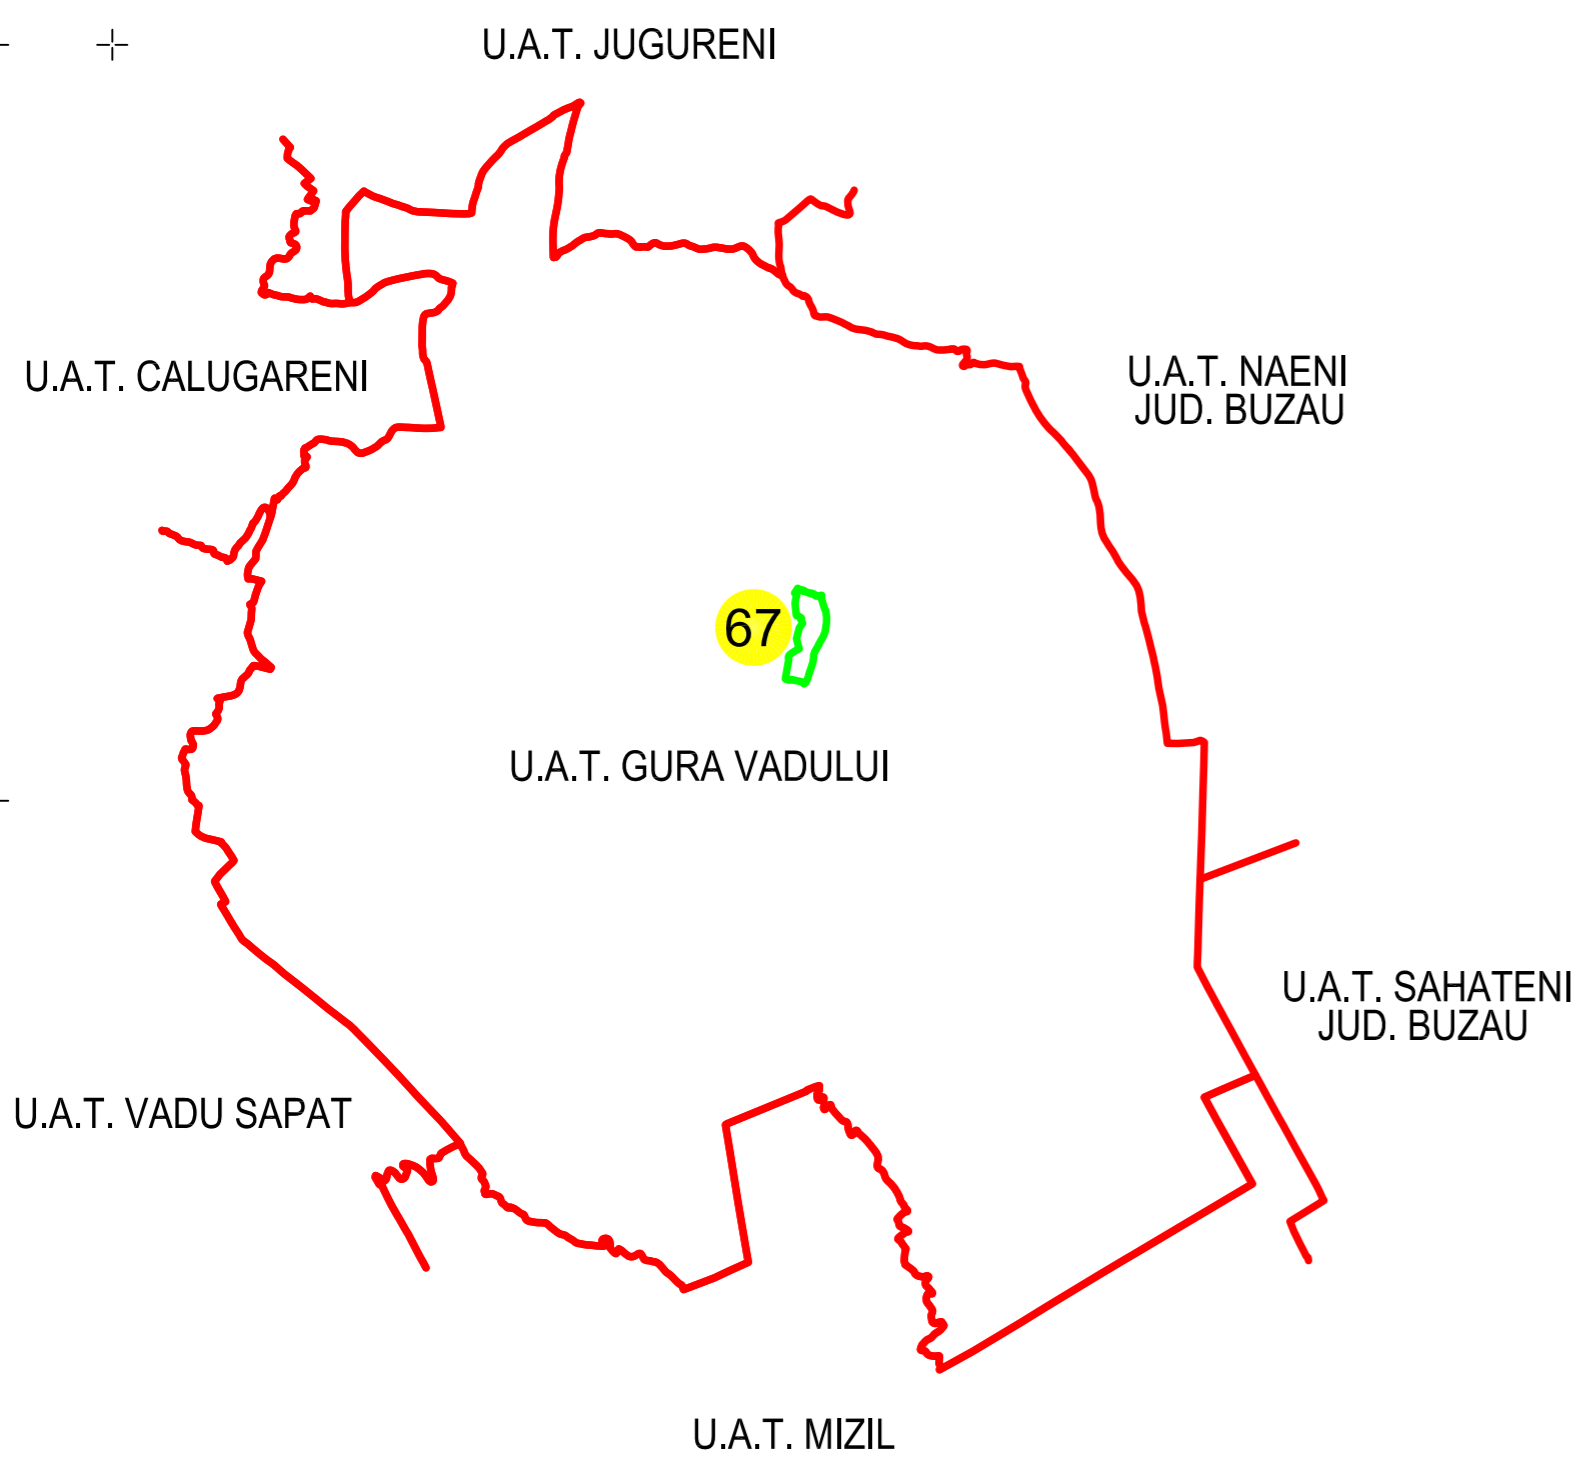 U.A.T. JUGURENI
U.A.T. CALUGARENI
U.A.T. NAENI
JUD. BUZAU
67
U.A.T. GURA VADULUI
U.A.T. SAHATENI
JUD. BUZAU
U.A.T. VADU SAPAT
U.A.T. MIZIL